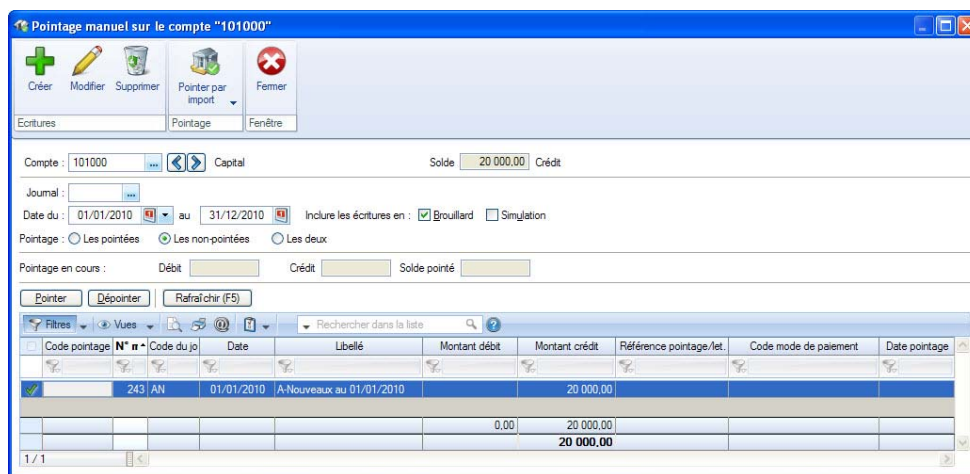 Pointage manuel sur le compte "101000"
Créer Modifier Supprimer Pointer par import Fermer
Ecritures Pointage Fenêtre
Compte : 101000 ... Capital Solde 20 000,00 Crédit
Journal : ...
Date du : 01/01/2010 au 31/12/2010 Inclure les écritures en : Brouillard Simulation
Pointage : Les pointées Les non-pointées Les deux
Pointage en cours : Débit Crédit Solde pointé
Pointer Dépointer Rafraîchir (F5)
Filtres Vues Rechercher dans la liste
Code pointage N° m Code du jo Date Libellé Montant débit Montant crédit Référence pointage/let. Code mode de paiement Date pointage
243 AN 01/01/2010 A-Nouveaux au 01/01/2010 20 000,00
0,00 20 000,00
20 000,00
1 / 1